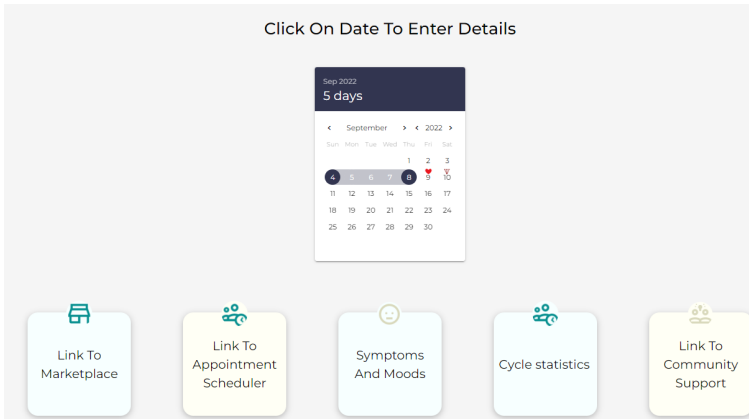 Click On Date To Enter Details
Sep 2022
5 days
September 2022
Sun Mon Tue Wed Thu Fri Sat
1 2 3
4 5 6 7 8 9 10
11 12 13 14 15 16 17
18 19 20 21 22 23 24
25 26 27 28 29 30
Link To
Marketplace
Link To
Appointment
Scheduler
Symptoms
And Moods
Cycle statistics
Link To
Community
Support